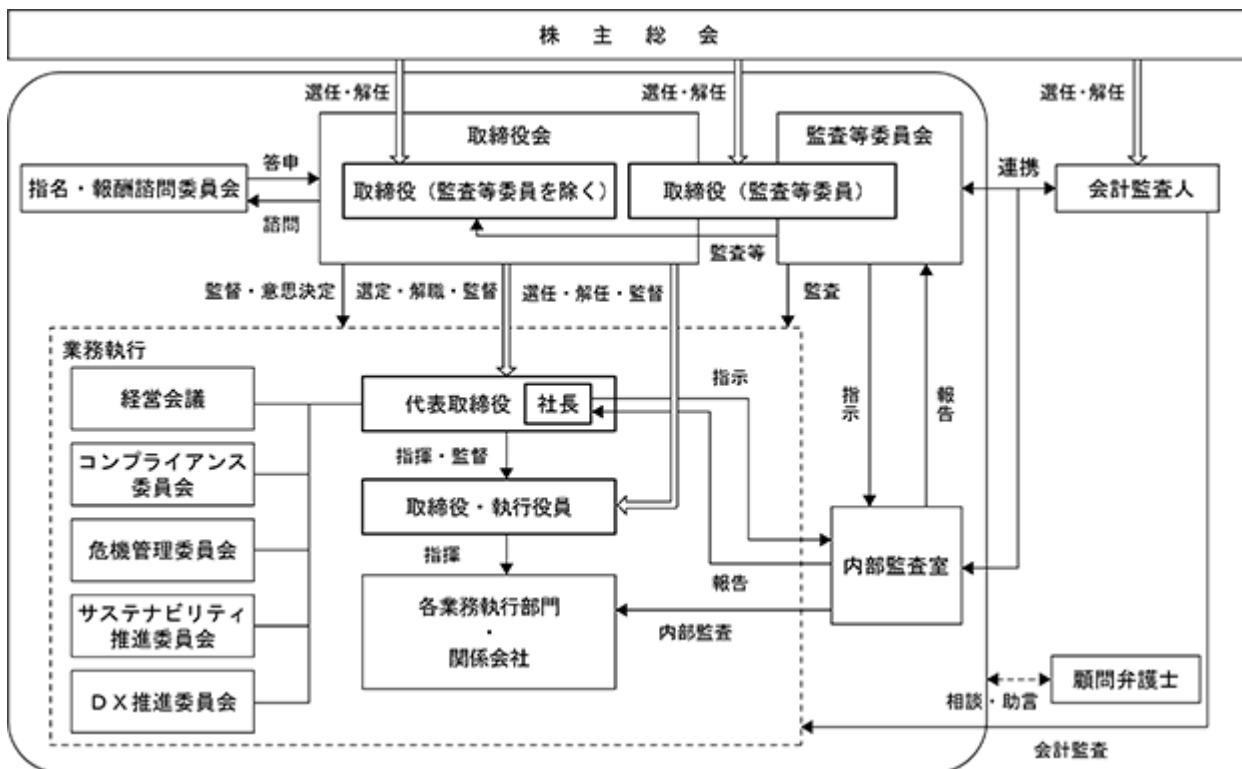 株主総会
選任・解任
選任・解任
選任・解任
取締役会
監査等委員会
答申
連携
指名・報酬諮問委員会
取締役（監査等委員を除く）
取締役（監査等委員）
会計監査人
諮問
監査等
監督・意思決定
選定・解職・監督
選任・解任・監督
監査
業務執行
経営会議
代表取締役
社長
指示
指示
報告
コンプライアンス
委員会
指揮・監督
取締役・執行役員
危機管理委員会
指揮
内部監査室
報告
サステナビリティ
推進委員会
各業務執行部門
・
関係会社
内部監査
DX推進委員会
顧問弁護士
相談・助言
会計監査